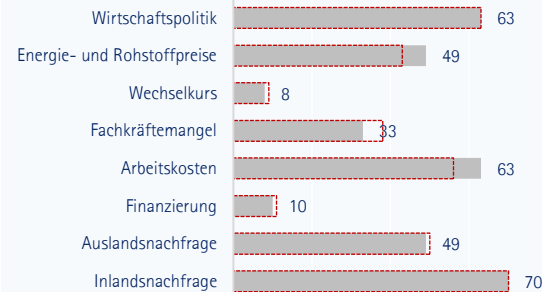 Wirtschaftspolitik 63
Energie- und Rohstoffpreise 49
Wechselkurs 8
Fachkräftemangel 33
Arbeitskosten 63
Finanzierung 10
Auslandsnachfrage 49
Inlandsnachfrage 70